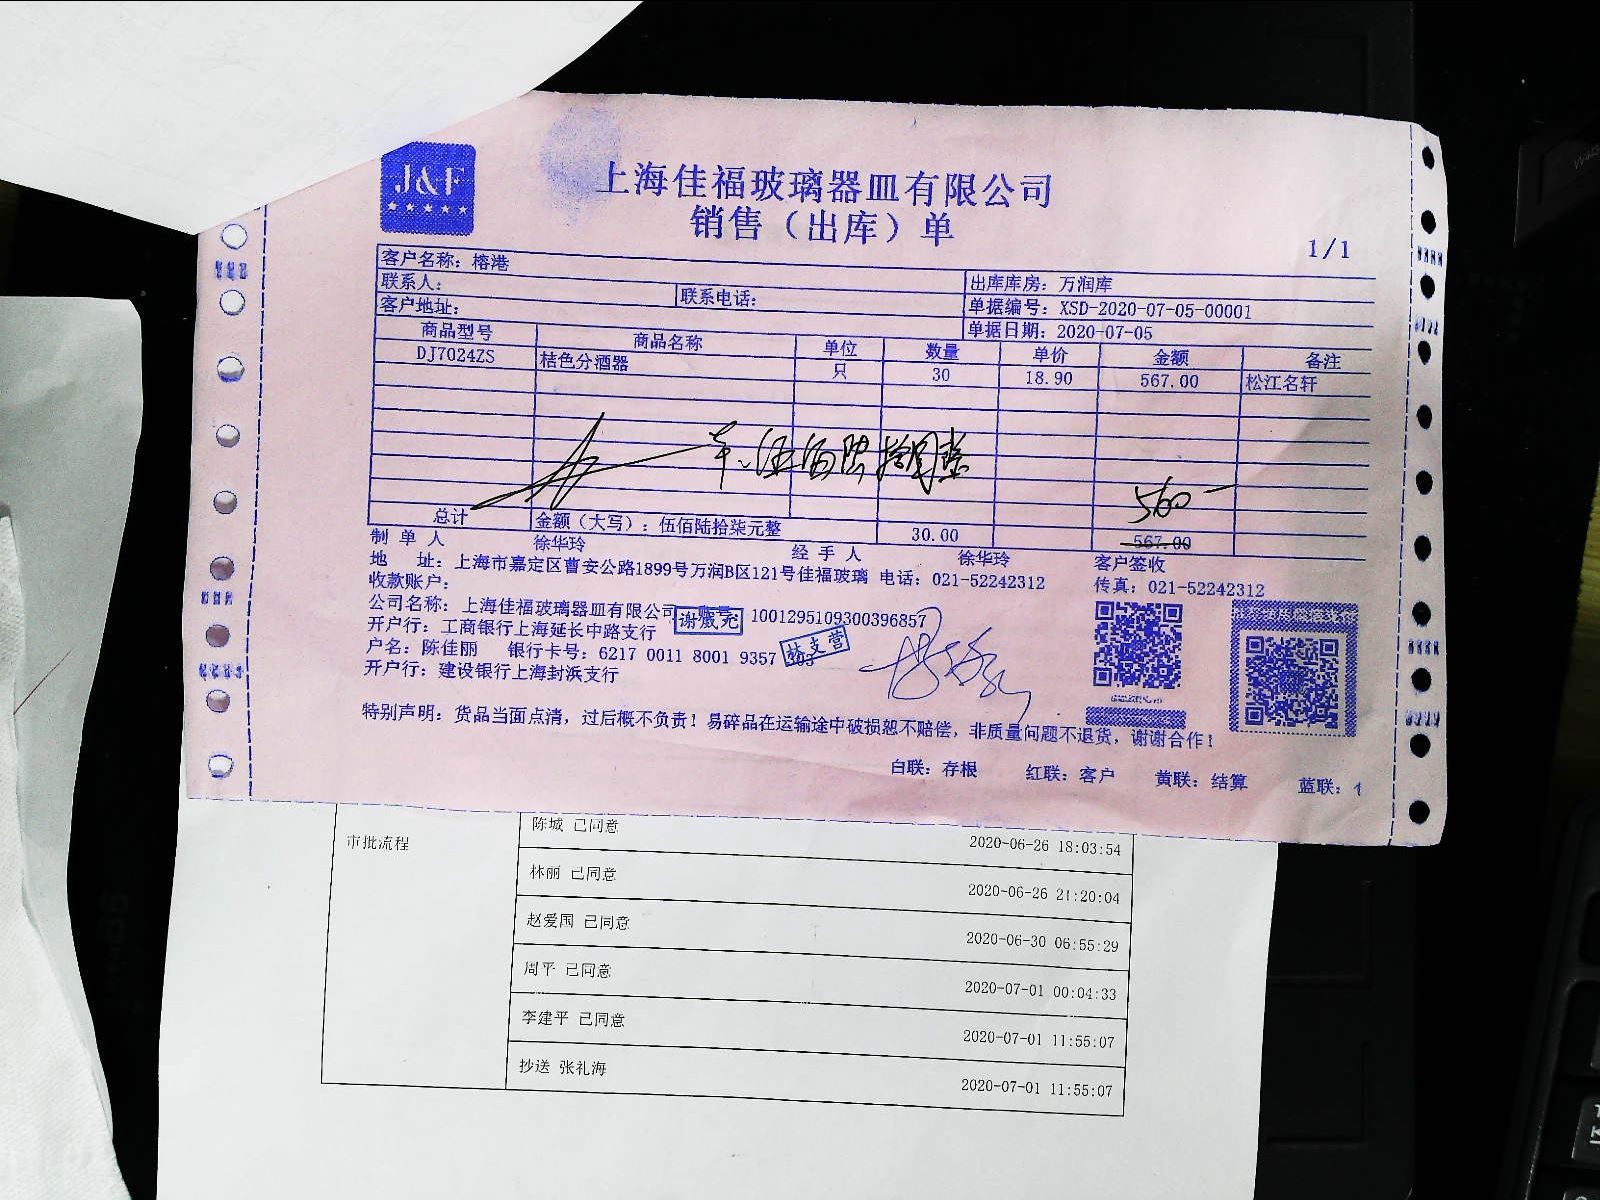 J&F
上海佳福玻璃器皿有限公司
销售（出库）单
1/1
客户名称：榕港
出库库房：万润库
联系人：
联系电话：
单据编号：XSD-2020-07-05-00001
客户地址：
单据日期：2020-07-05
商品型号 商品名称 单位 数量 单价 金额 备注
DJ7024ZS 桔色分酒器 只 30 18.90 567.00 松江名轩
伍佰陆拾圆整
560
总计 金额（大写）：伍佰陆拾柒元整 30.00 567.00
制单人 徐华玲 经手人 徐华玲 客户签收
地 址：上海市嘉定区曹安公路1899号万润B区121号佳福玻璃 电话：021-52242312 传真：021-52242312
收款账户：
公司名称：上海佳福玻璃器皿有限公司 账号 1001295109300396857
开户行：工商银行上海延长中路支行
户名：陈佳丽 银行卡号：6217 0011 8001 9357 303
开户行：建设银行上海封浜支行
特别声明：货品当面点清，过后概不负责！易碎品在运输途中破损恕不赔偿，非质量问题不退货，谢谢合作！
白联：存根 红联：客户 黄联：结算 蓝联：
审批流程
陈城 已同意 2020-06-26 18:03:54
林丽 已同意 2020-06-26 21:20:04
赵爱国 已同意 2020-06-30 06:55:29
周平 已同意 2020-07-01 00:04:33
李建平 已同意 2020-07-01 11:55:07
抄送 张礼海 2020-07-01 11:55:07